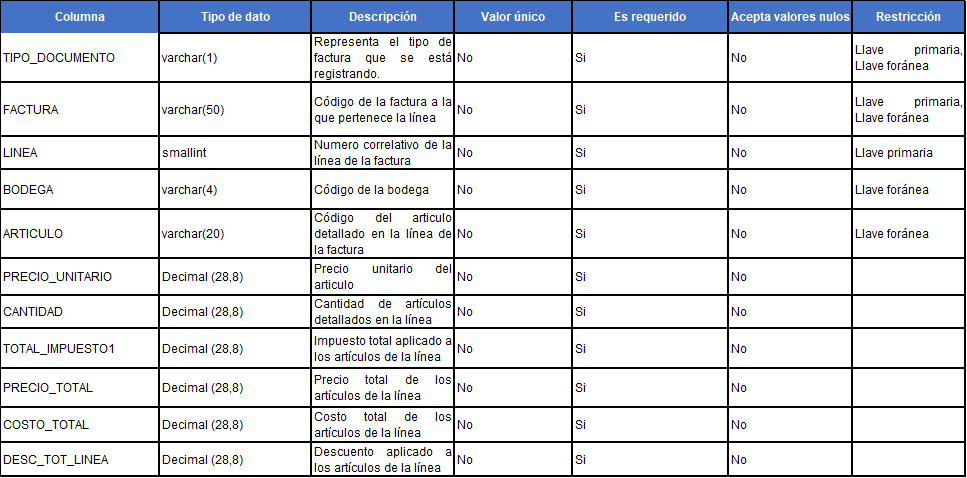 Columna Tipo de dato Descripción Valor único Es requerido Acepta valores nulos Restricción
TIPO_DOCUMENTO varchar(1) Representa el tipo de factura que se está registrando. No Si No Llave primaria, Llave foránea
FACTURA varchar(50) Código de la factura a la que pertenece la línea No Si No Llave primaria, Llave foránea
LINEA smallint Numero correlativo de la línea de la factura No Si No Llave primaria
BODEGA varchar(4) Código de la bodega No Si No Llave foránea
ARTICULO varchar(20) Código del articulo detallado en la línea de la factura No Si No Llave foránea
PRECIO_UNITARIO Decimal (28,8) Precio unitario del articulo No Si No
CANTIDAD Decimal (28,8) Cantidad de artículos detallados en la línea No Si No
TOTAL_IMPUESTO1 Decimal (28,8) Impuesto total aplicado a los artículos de la línea No Si No
PRECIO_TOTAL Decimal (28,8) Precio total de los artículos de la línea No Si No
COSTO_TOTAL Decimal (28,8) Costo total de los artículos de la línea No Si No
DESC_TOT_LINEA Decimal (28,8) Descuento aplicado a los artículos de la línea No Si No